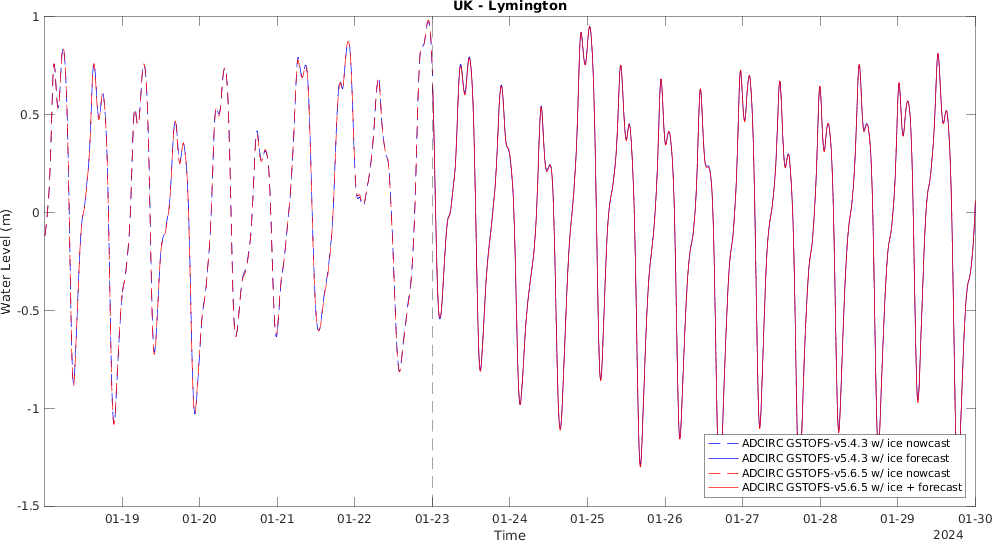 UK - Lymington
1
0.5
0
-0.5
-1
-1.5
Water Level (m)
01-19 01-20 01-21 01-22 01-23 01-24 01-25 01-26 01-27 01-28 01-29 01-30
Time
2024
ADCIRC GSTOFS-v5.4.3 w/ ice nowcast
ADCIRC GSTOFS-v5.4.3 w/ ice forecast
ADCIRC GSTOFS-v5.6.5 w/ ice nowcast
ADCIRC GSTOFS-v5.6.5 w/ ice + forecast